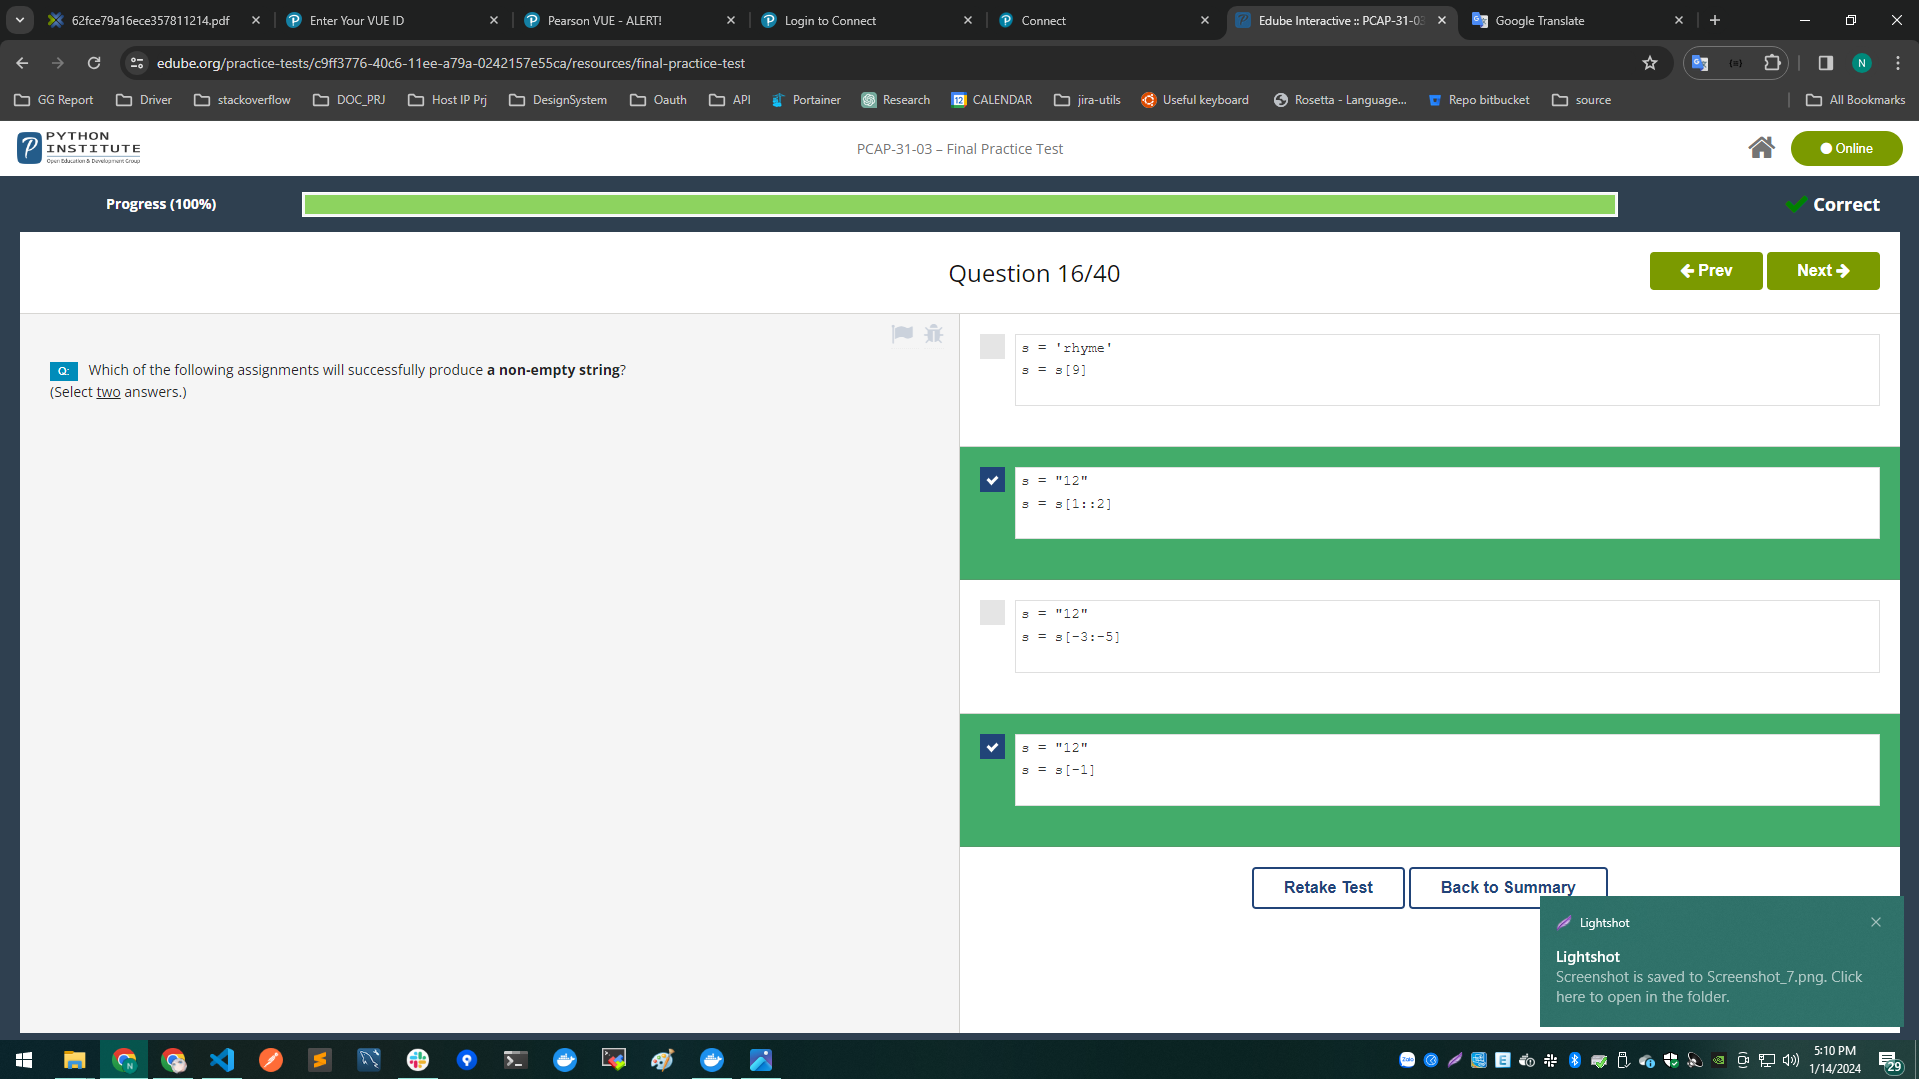 62fce79a16ece357811214.pdf
Enter Your VUE ID
Pearson VUE - ALERT!
Login to Connect
Connect
Edube Interactive :: PCAP-31-03
Google Translate
edube.org/practice-tests/c9ff3776-40c6-11ee-a79a-0242157e55ca/resources/final-practice-test
N
GG Report
Driver
stackoverflow
DOC_PRJ
Host IP Prj
DesignSystem
Oauth
API
Portainer
Research
12 CALENDAR
jira-utils
Useful keyboard
Rosetta - Language...
Repo bitbucket
source
All Bookmarks
PYTHON
INSTITUTE
Open Education & Development Group
PCAP-31-03 – Final Practice Test
Online
Progress (100%)
Correct
Question 16/40
Prev
Next
Q: Which of the following assignments will successfully produce a non-empty string?
(Select two answers.)
s = 'rhyme'
s = s[9]
s = "12"
s = s[1::2]
s = "12"
s = s[-3:-5]
s = "12"
s = s[-1]
Retake Test
Back to Summary
Lightshot
Lightshot
Screenshot is saved to Screenshot_7.png. Click
here to open in the folder.
5:10 PM
1/14/2024
29